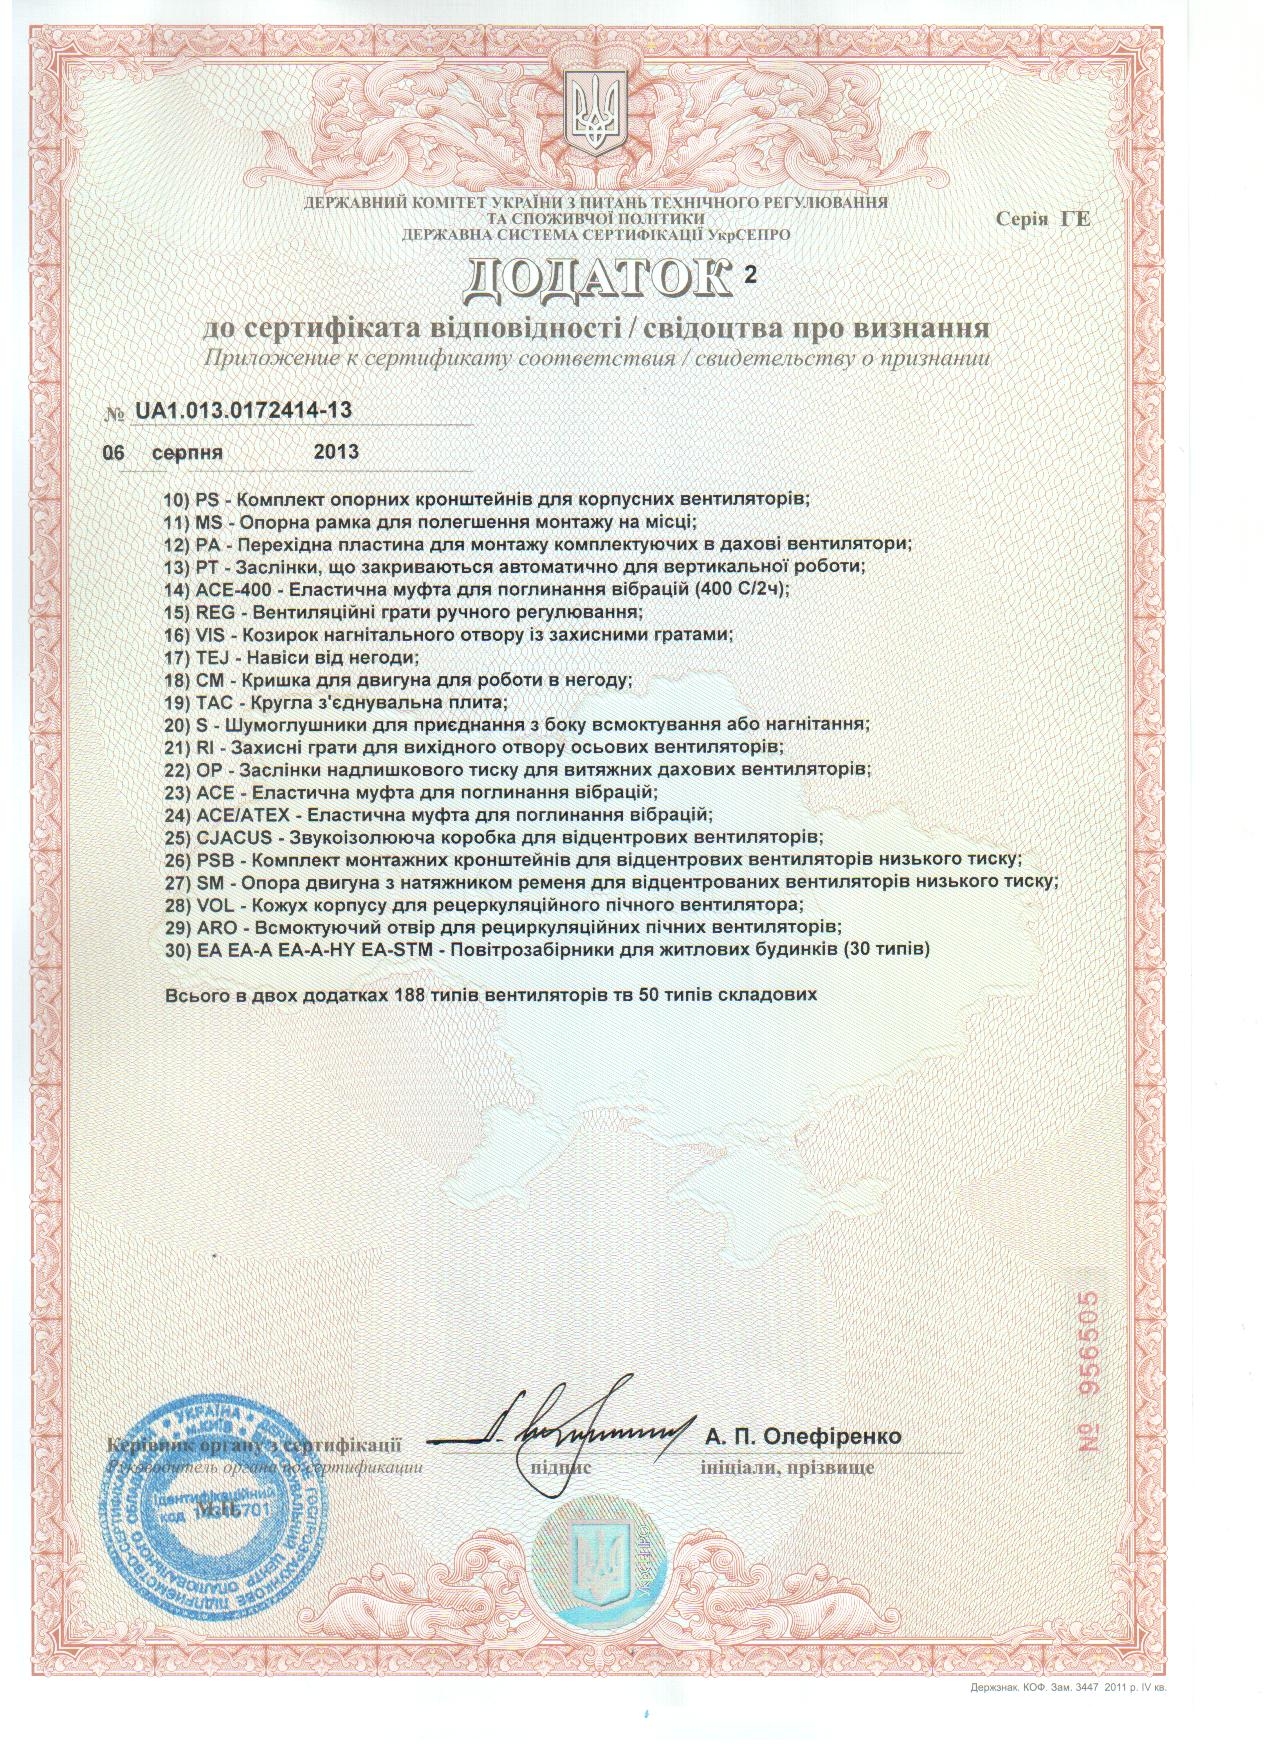 ДЕРЖАВНИЙ КОМІТЕТ УКРАЇНИ З ПИТАНЬ ТЕХНІЧНОГО РЕГУЛЮВАННЯ
ТА СПОЖИВЧОЇ ПОЛІТИКИ
ДЕРЖАВНА СИСТЕМА СЕРТИФІКАЦІЇ УкрСЕПРО
Серія ГЕ
ДОДАТОК 2
до сертифіката відповідності / свідоцтва про визнання
Приложение к сертификату соответствия / свидетельству о признании
№ UA1.013.0172414-13
06 серпня 2013
10) PS - Комплект опорних кронштейнів для корпусних вентиляторів;
11) MS - Опорна рамка для полегшення монтажу на місці;
12) PA - Перехідна пластина для монтажу комплектуючих в дахові вентилятори;
13) PT - Заслінки, що закриваються автоматично для вертикальної роботи;
14) ACE-400 - Еластична муфта для поглинання вібрацій (400 С/2ч);
15) REG - Вентиляційні грати ручного регулювання;
16) VIS - Козирок нагнітального отвору із захисними гратами;
17) TEJ - Навіси від негоди;
18) CM - Кришка для двигуна для роботи в негоду;
19) TAC - Кругла з'єднувальна плита;
20) S - Шумоглушники для приєднання з боку всмоктування або нагнітання;
21) RI - Захисні грати для вихідного отвору осьових вентиляторів;
22) OP - Заслінки надлишкового тиску для витяжних дахових вентиляторів;
23) ACE - Еластична муфта для поглинання вібрацій;
24) ACE/ATEX - Еластична муфта для поглинання вібрацій;
25) CJACUS - Звукоізолююча коробка для відцентрових вентиляторів;
26) PSB - Комплект монтажних кронштейнів для відцентрових вентиляторів низького тиску;
27) SM - Опора двигуна з натяжником ременя для відцентрованих вентиляторів низького тиску;
28) VOL - Кожух корпусу для рецеркуляційного пічного вентилятора;
29) ARO - Всмоктуючий отвір для рециркуляційних пічних вентиляторів;
30) EA EA-A EA-A-HY EA-STM - Повітрозабірники для житлових будинків (30 типів)
Всього в двох додатках 188 типів вентиляторів тв 50 типів складових
№ 956505
Керівник органу з сертифікації
А. П. Олефіренко
Руководитель органа по сертификации
підпис
ініціали, прізвище
М.П.
УКРАЇНА
м.КИЇВ
Ідентифікаційний
код
УкрСЕПРО
Держзнак. КОФ. Зам. 3447 2011 р. IV кв.